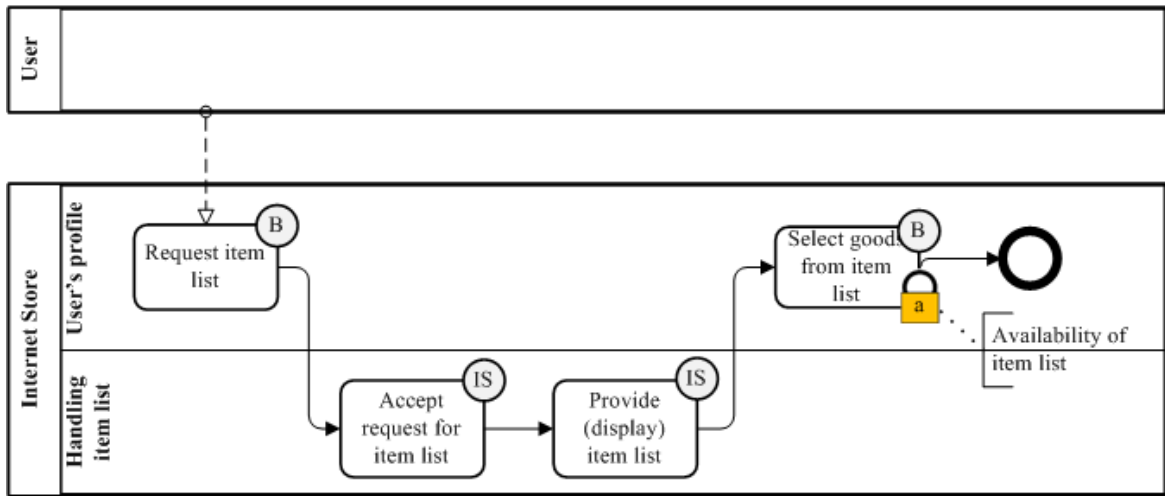 User
Internet Store
User's profile
B
Request item
list
B
Select goods
from item
list
a
Availability of
item list
Handling
item list
IS
Accept
request for
item list
IS
Provide
(display)
item list